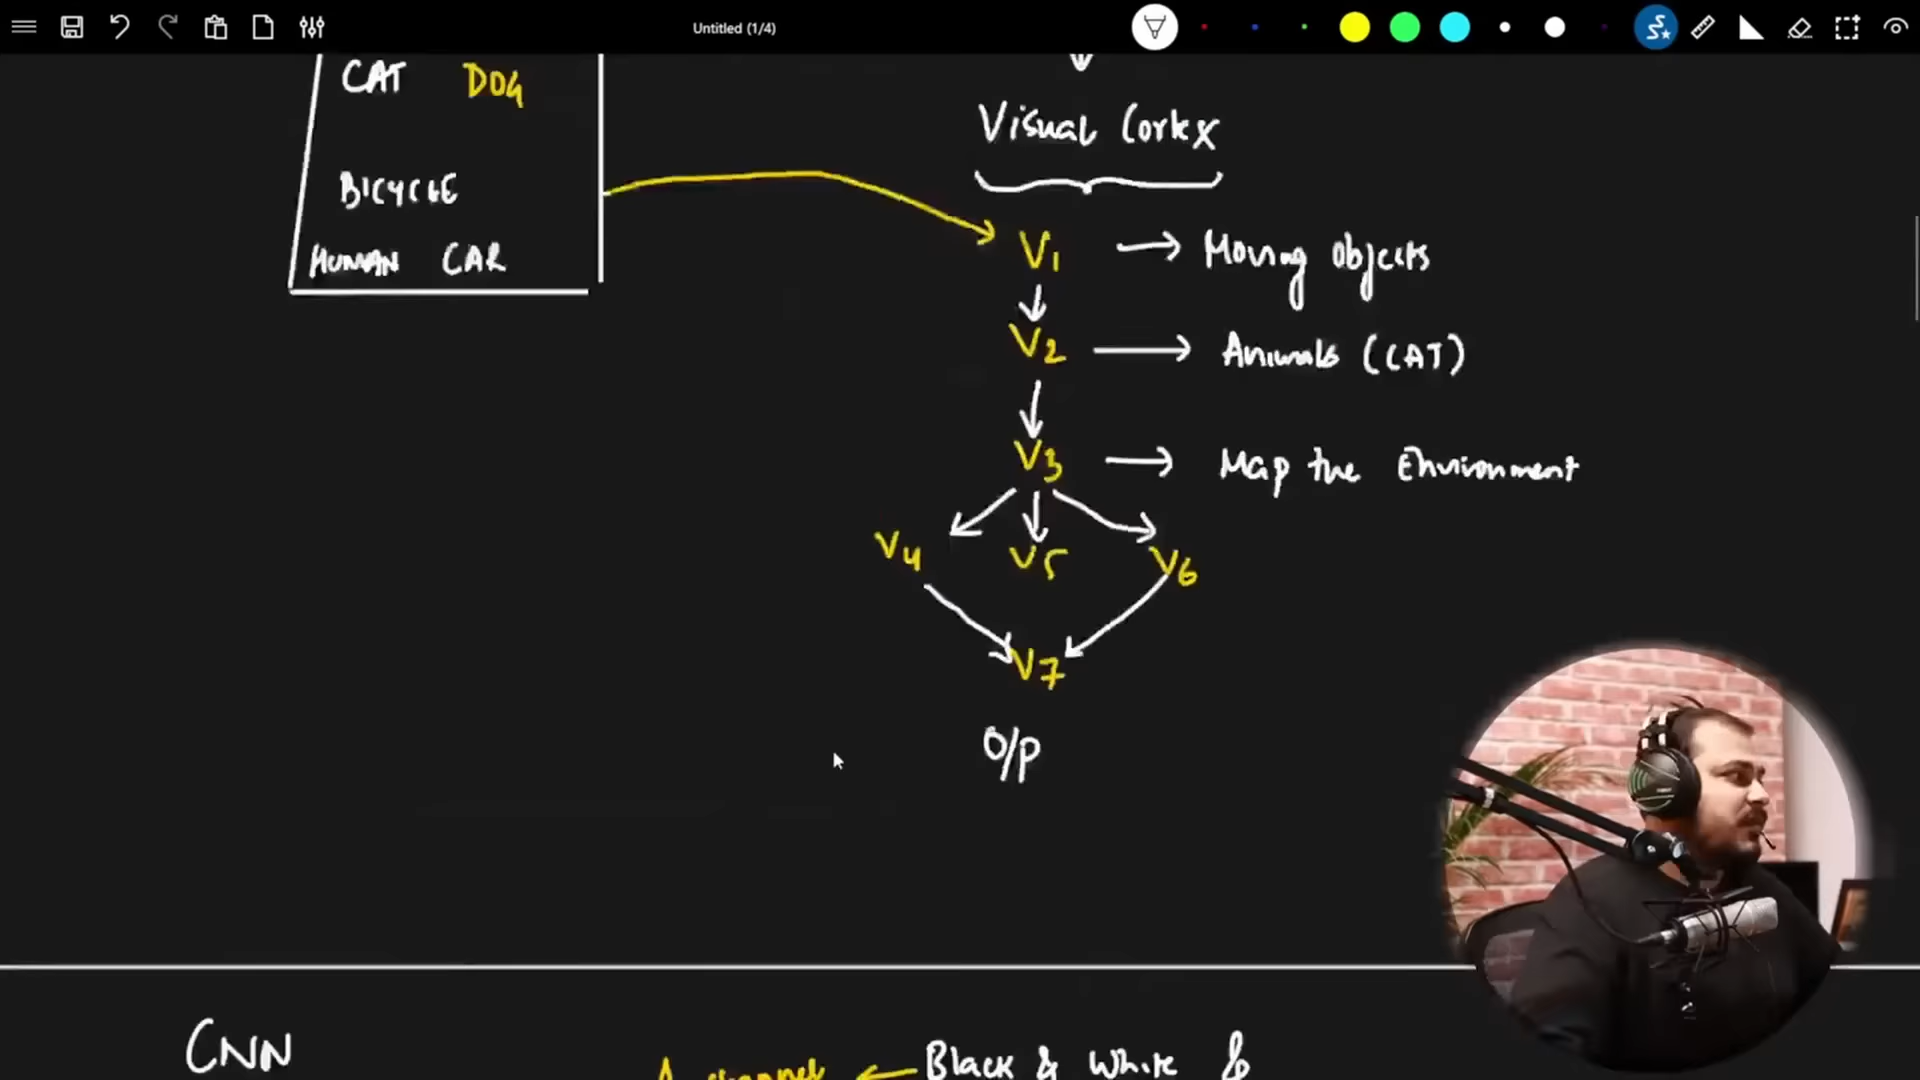 Untitled (1/4)
CAT DOG
BICYCLE
HUMAN CAR
Visual Cortex
V1 → Moving Objects
V2 → Animals (CAT)
V3 → Map the Environment
V4 V5 V6
V7
O/P
CNN
channel ← Black & White